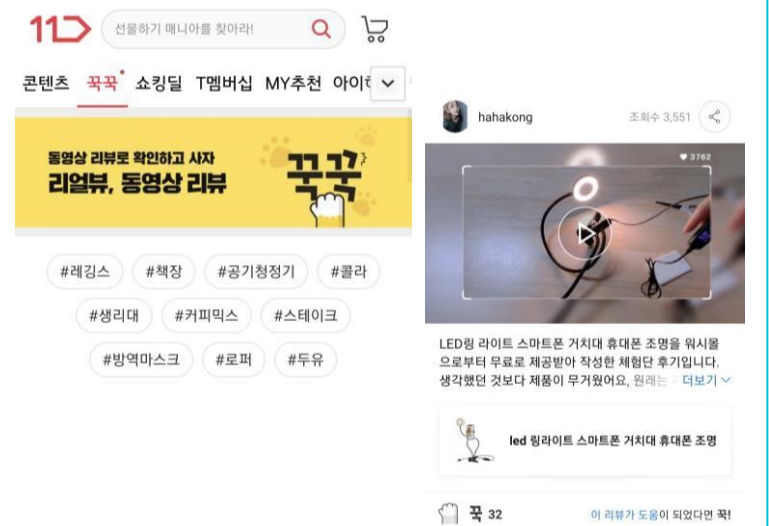 11
선물하기 매니아를 찾아라!
콘텐츠 꾹꾹 쇼킹딜 T멤버십 MY추천
동영상 리뷰로 확인하고 사자
리얼뷰, 동영상 리뷰
꾹꾹
#레깅스 #책장 #공기청정기 #콜라
#생리대 #커피믹스 #스테이크
#방역마스크 #로퍼 #두유
hahakong
조회수 3,551
3762
LED링 라이트 스마트폰 거치대 휴대폰 조명을 워시몰
으로부터 무료로 제공받아 작성한 체험단 후기입니다.
생각했던 것보다 제품이 무거웠어요, 원래는 더보기
led 링라이트 스마트폰 거치대 휴대폰 조명
꾹 32
이 리뷰가 도움이 되었다면 꾹!